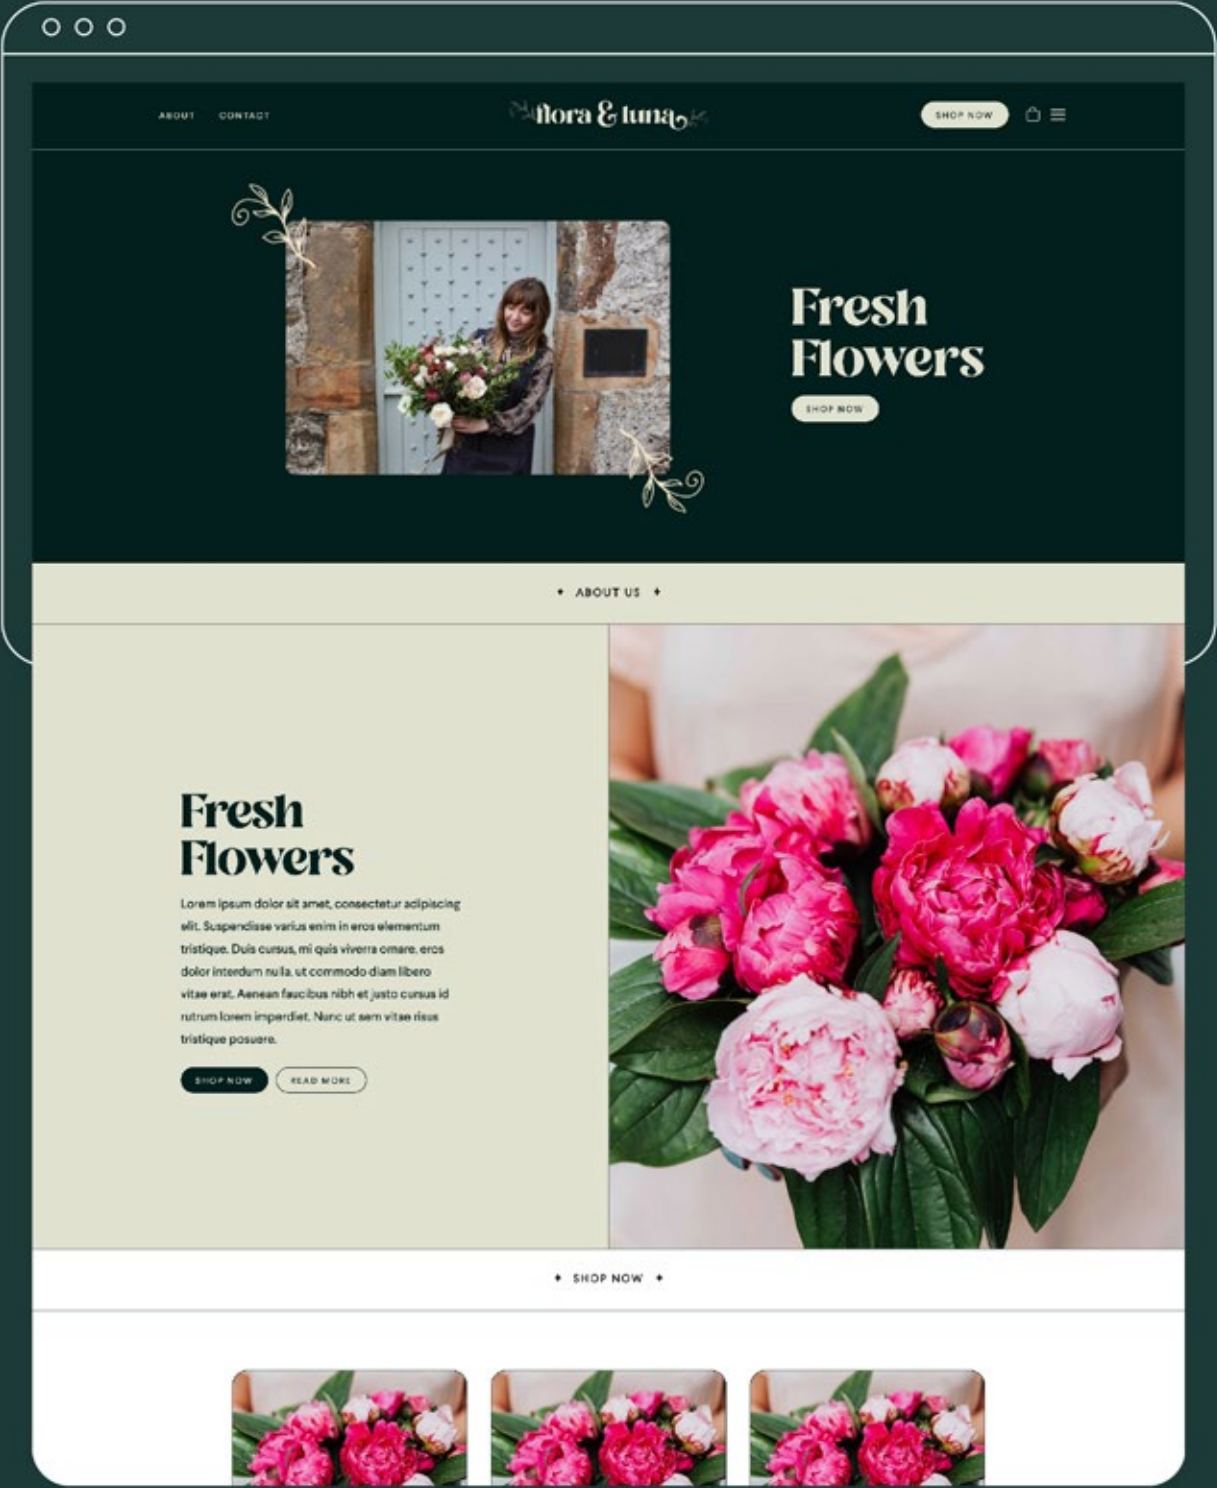 ABOUT
CONTACT
flora & luna
SHOP NOW
Fresh
Flowers
SHOP NOW
ABOUT US
Fresh
Flowers
Lorem ipsum dolor sit amet, consectetur adipiscing
elit. Suspendisse varius enim in eros elementum
tristique. Duis cursus, mi quis viverra ornare, eros
dolor interdum nulla, ut commodo diam libero
vitae erat. Aenean faucibus nibh et justo cursus id
rutrum lorem imperdiet. Nunc ut sem vitae risus
tristique posuere.
SHOP NOW
READ MORE
SHOP NOW